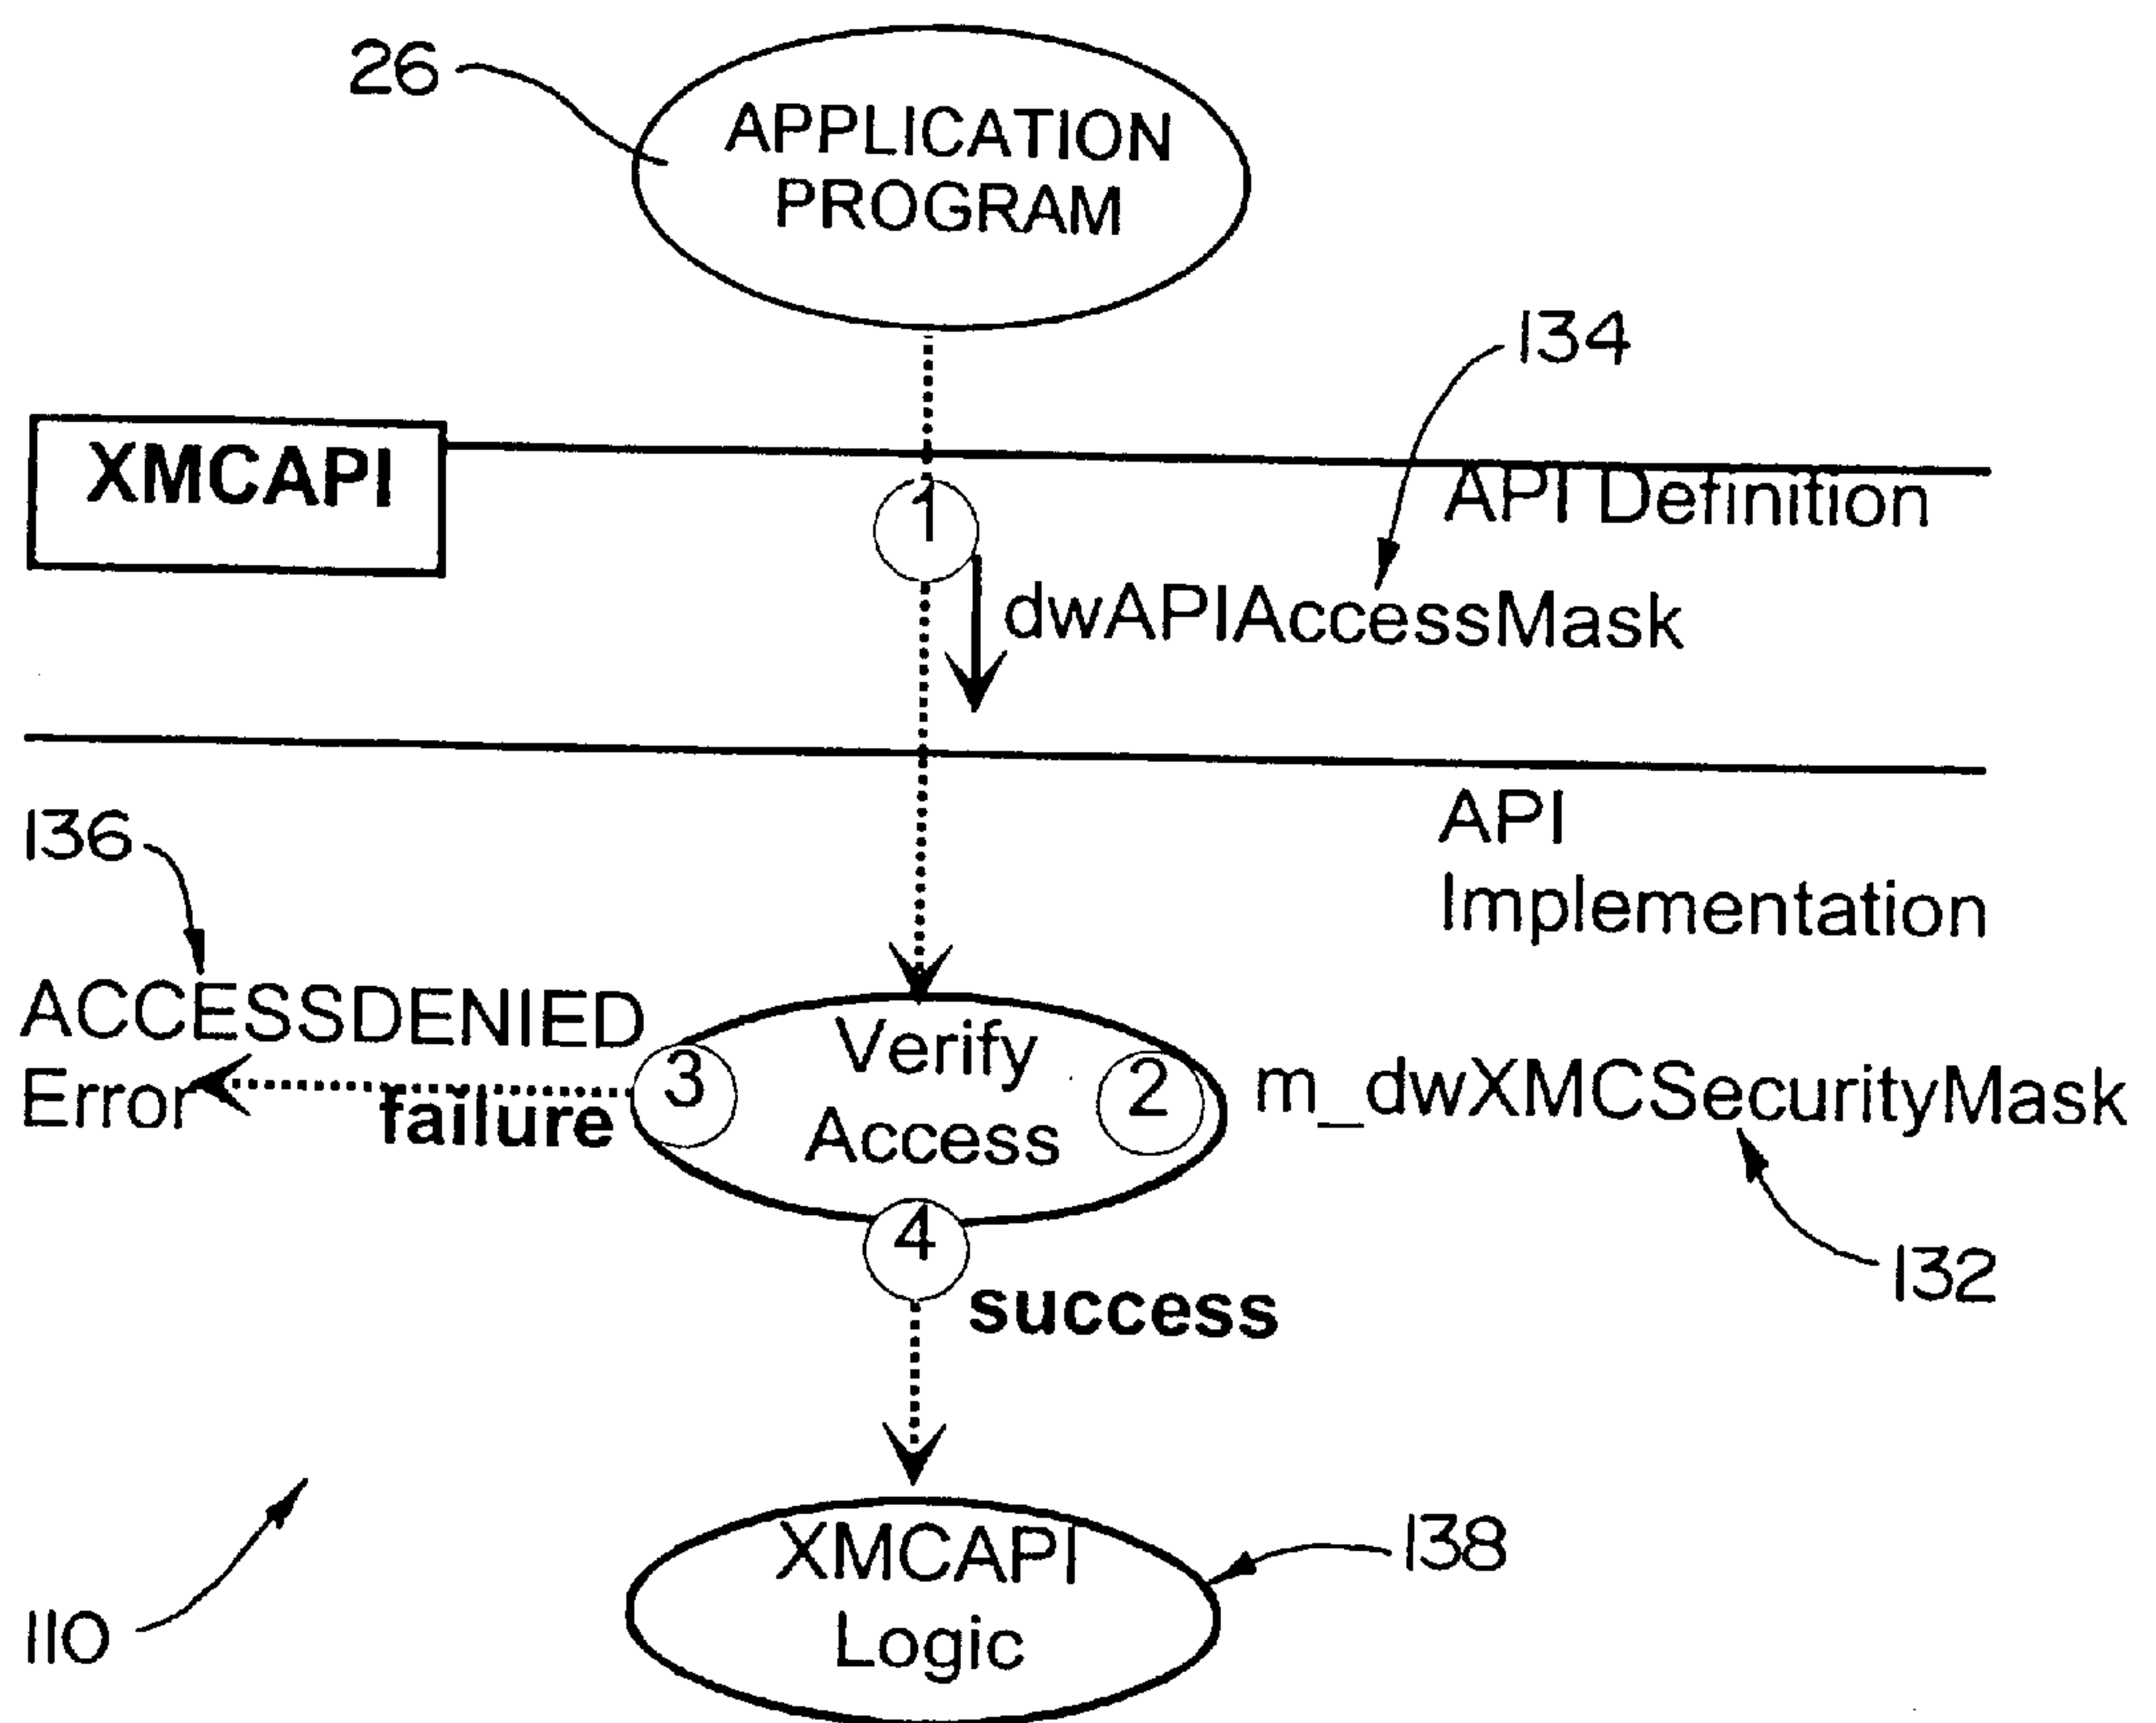 26
APPLICATION
PROGRAM
134
XMCAPI
1
API Definition
dwAPIAccessMask
API
Implementation
136
ACCESSDENIED
Error
failure
3
Verify
Access
2
m_dwXMCSecurityMask
132
4
success
XMCAPI
Logic
138
110